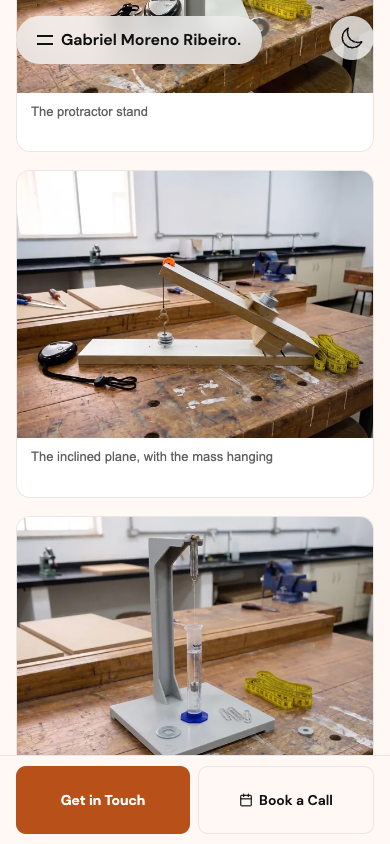 Gabriel Moreno Ribeiro.
The protractor stand
The inclined plane, with the mass hanging
Get in Touch
Book a Call